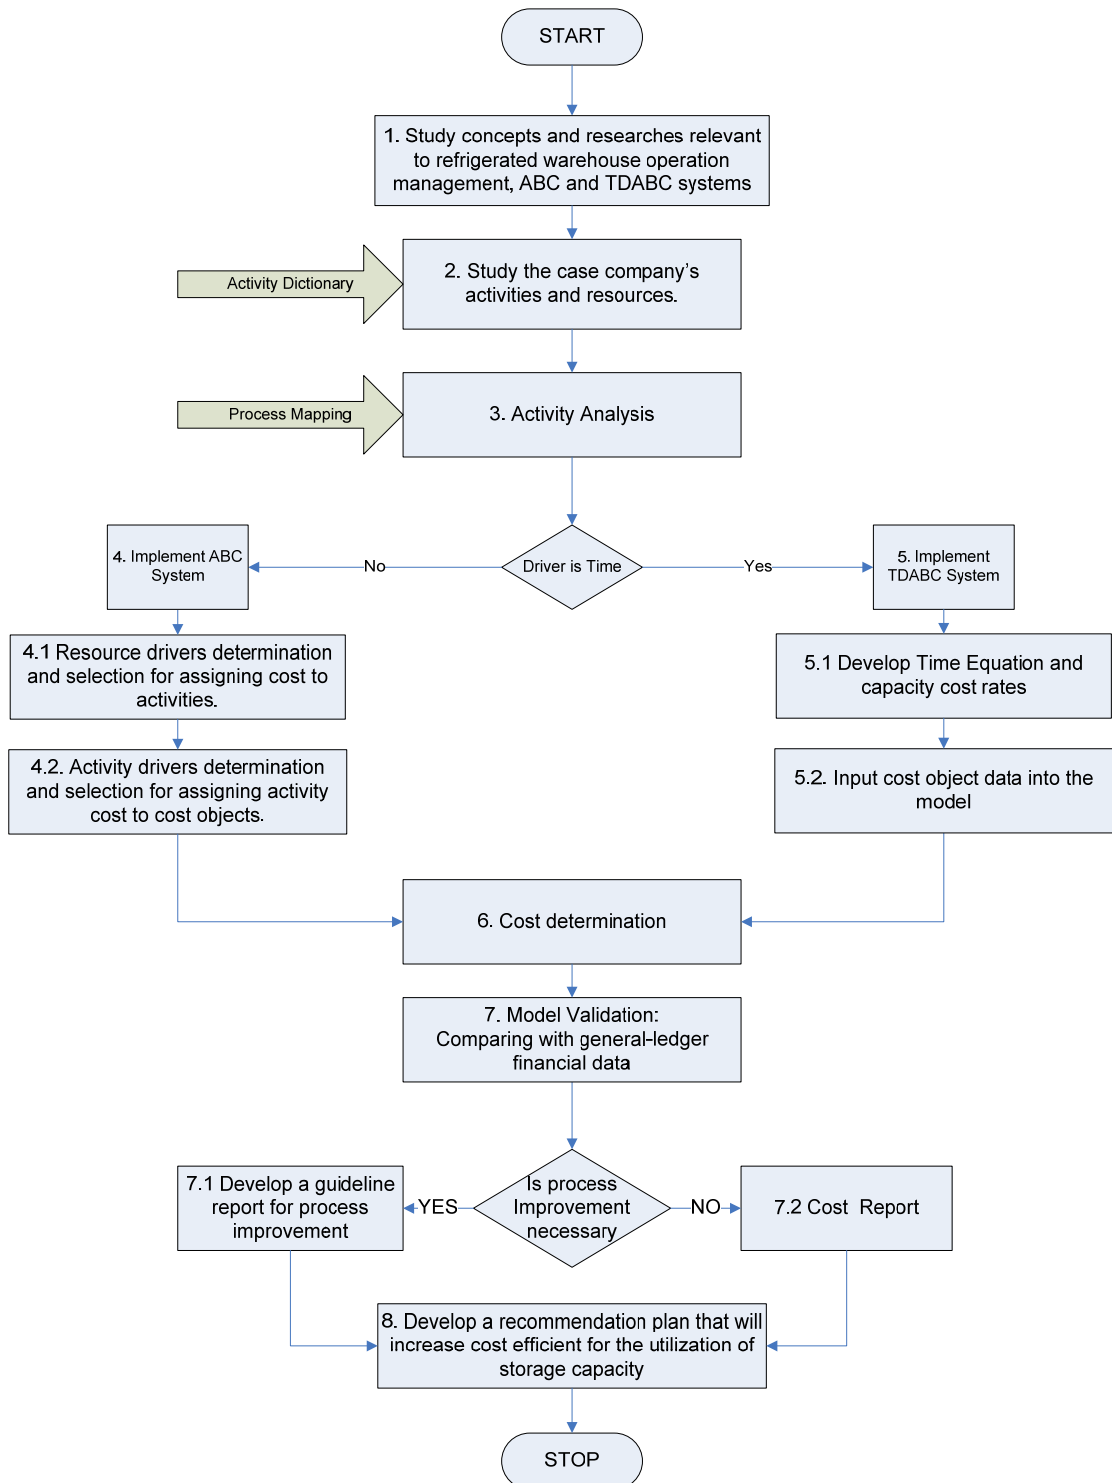 START
1. Study concepts and researches relevant
to refrigerated warehouse operation
management, ABC and TDABC systems
Activity Dictionary
2. Study the case company's
activities and resources.
Process Mapping
3. Activity Analysis
4. Implement ABC
System
No
Driver is Time
Yes
5. Implement
TDABC System
4.1 Resource drivers determination
and selection for assigning cost to
activities.
5.1 Develop Time Equation and
capacity cost rates
4.2. Activity drivers determination
and selection for assigning activity
cost to cost objects.
5.2. Input cost object data into the
model
6. Cost determination
7. Model Validation:
Comparing with general-ledger
financial data
7.1 Develop a guideline
report for process
improvement
YES
Is process
Improvement
necessary
NO
7.2 Cost Report
8. Develop a recommendation plan that will
increase cost efficient for the utilization of
storage capacity
STOP